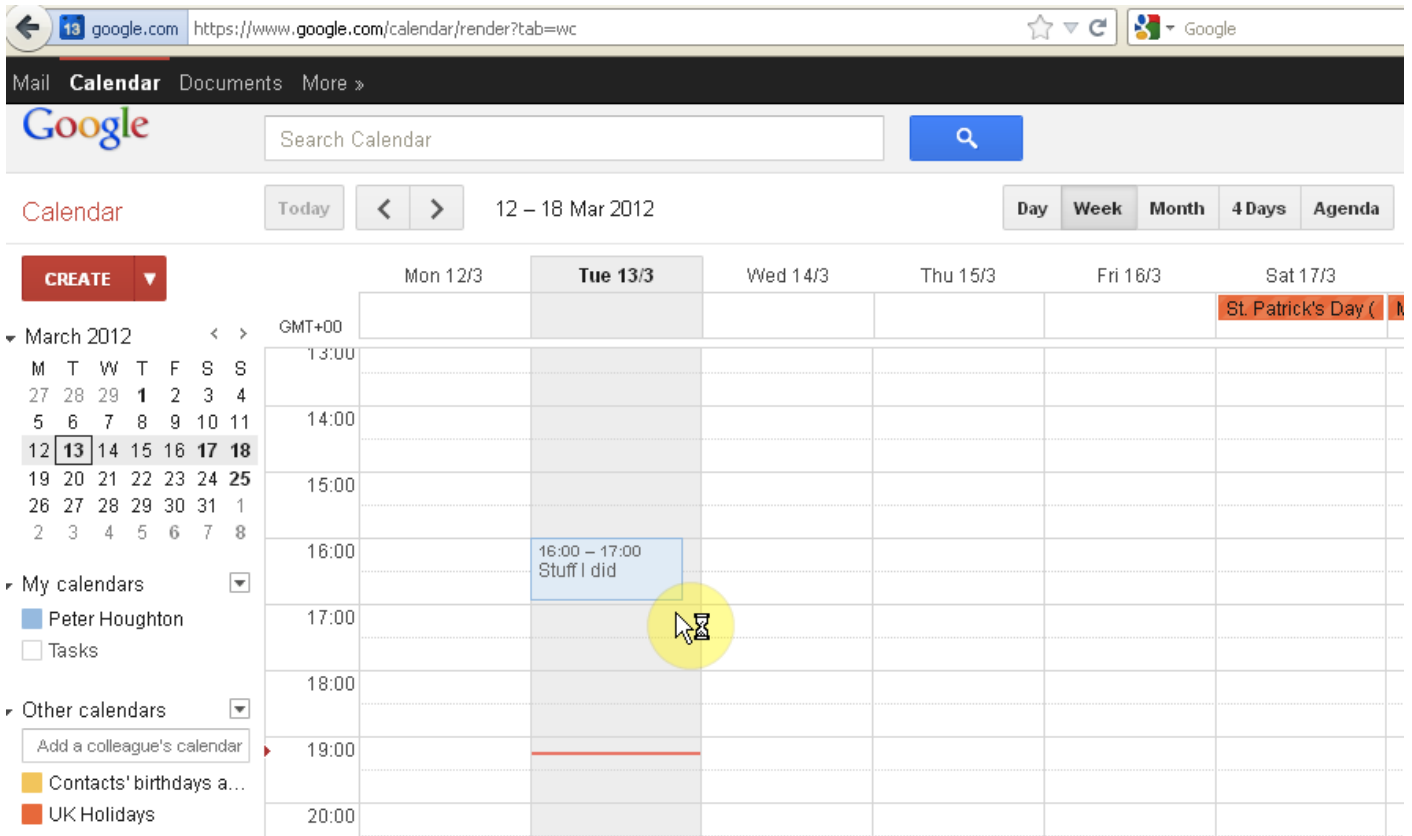 13 google.com https://www.google.com/calendar/render?tab=wc Google
Mail Calendar Documents More »
Google Search Calendar
Calendar Today 12 – 18 Mar 2012 Day Week Month 4 Days Agenda
CREATE
Mon 12/3 Tue 13/3 Wed 14/3 Thu 15/3 Fri 16/3 Sat 17/3
GMT+00
St. Patrick's Day (
March 2012 < >
M T W T F S S
27 28 29 1 2 3 4
5 6 7 8 9 10 11
12 13 14 15 16 17 18
19 20 21 22 23 24 25
26 27 28 29 30 31 1
2 3 4 5 6 7 8
My calendars
Peter Houghton
Tasks
Other calendars
Add a colleague's calendar
Contacts' birthdays a...
UK Holidays
13:00
14:00
15:00
16:00
16:00 – 17:00
Stuff I did
17:00
18:00
19:00
20:00